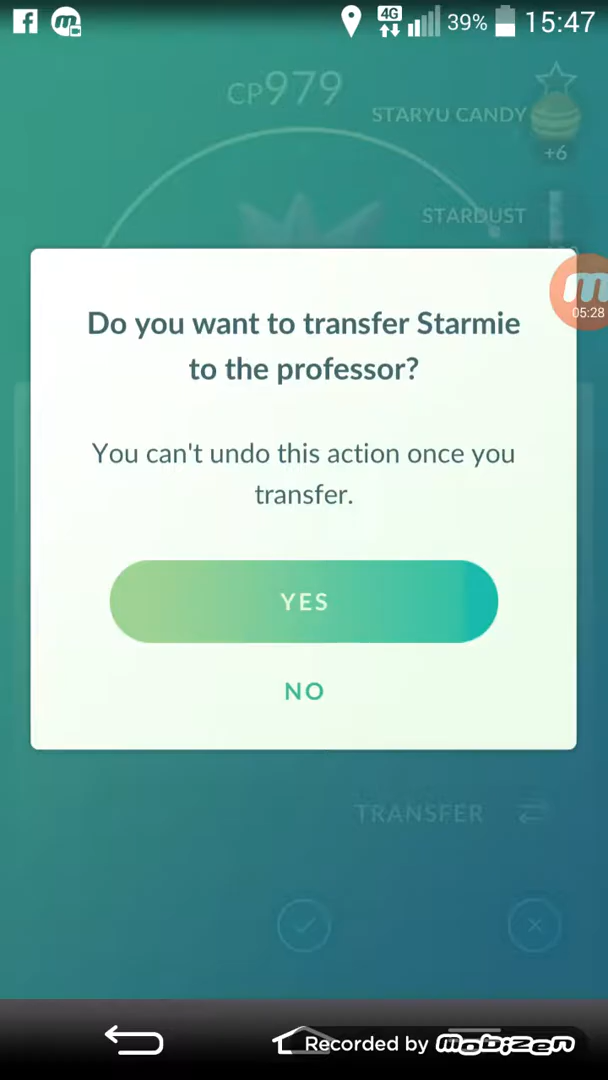 4G 39% 15:47
CP979
STARYU CANDY
+6
STARDUST
05:28
Do you want to transfer Starmie
to the professor?
You can't undo this action once you
transfer.
YES
NO
TRANSFER
Recorded by mobizen